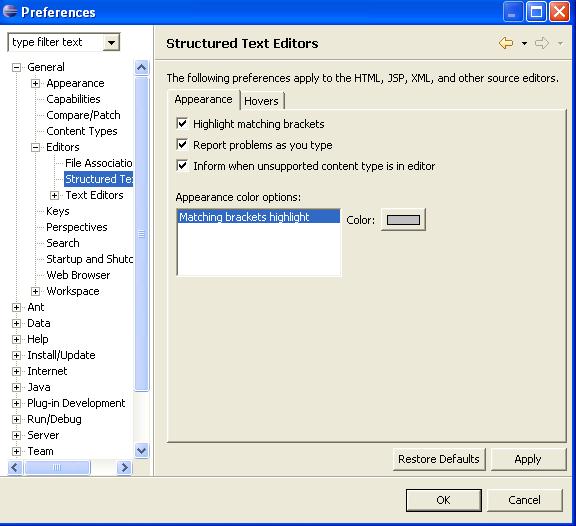 Preferences
type filter text
Structured Text Editors
General
Appearance
Capabilities
Compare/Patch
Content Types
Editors
File Associatio
Structured Te
Text Editors
Keys
Perspectives
Search
Startup and Shutd
Web Browser
Workspace
Ant
Data
Help
Install/Update
Internet
Java
Plug-in Development
Run/Debug
Server
Team
The following preferences apply to the HTML, JSP, XML, and other source editors.
Appearance Hovers
Highlight matching brackets
Report problems as you type
Inform when unsupported content type is in editor
Appearance color options:
Matching brackets highlight
Color:
Restore Defaults Apply
OK Cancel